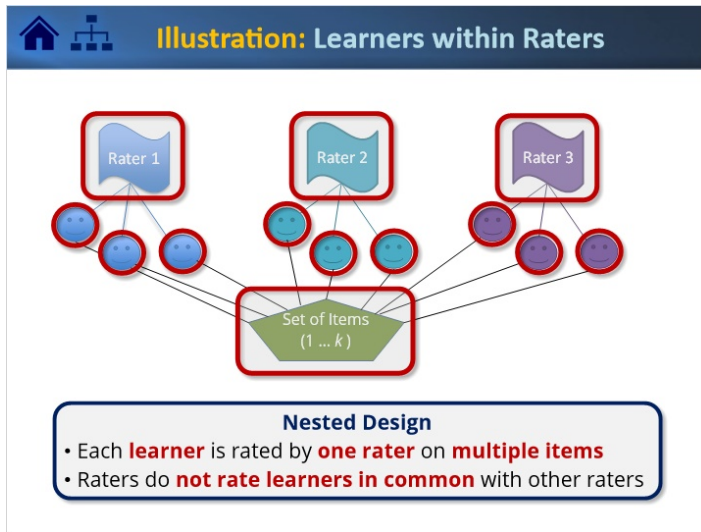 Illustration: Learners within Raters
Rater 1
Rater 2
Rater 3
Set of Items
(1 ... k )
Nested Design
• Each learner is rated by one rater on multiple items
• Raters do not rate learners in common with other raters